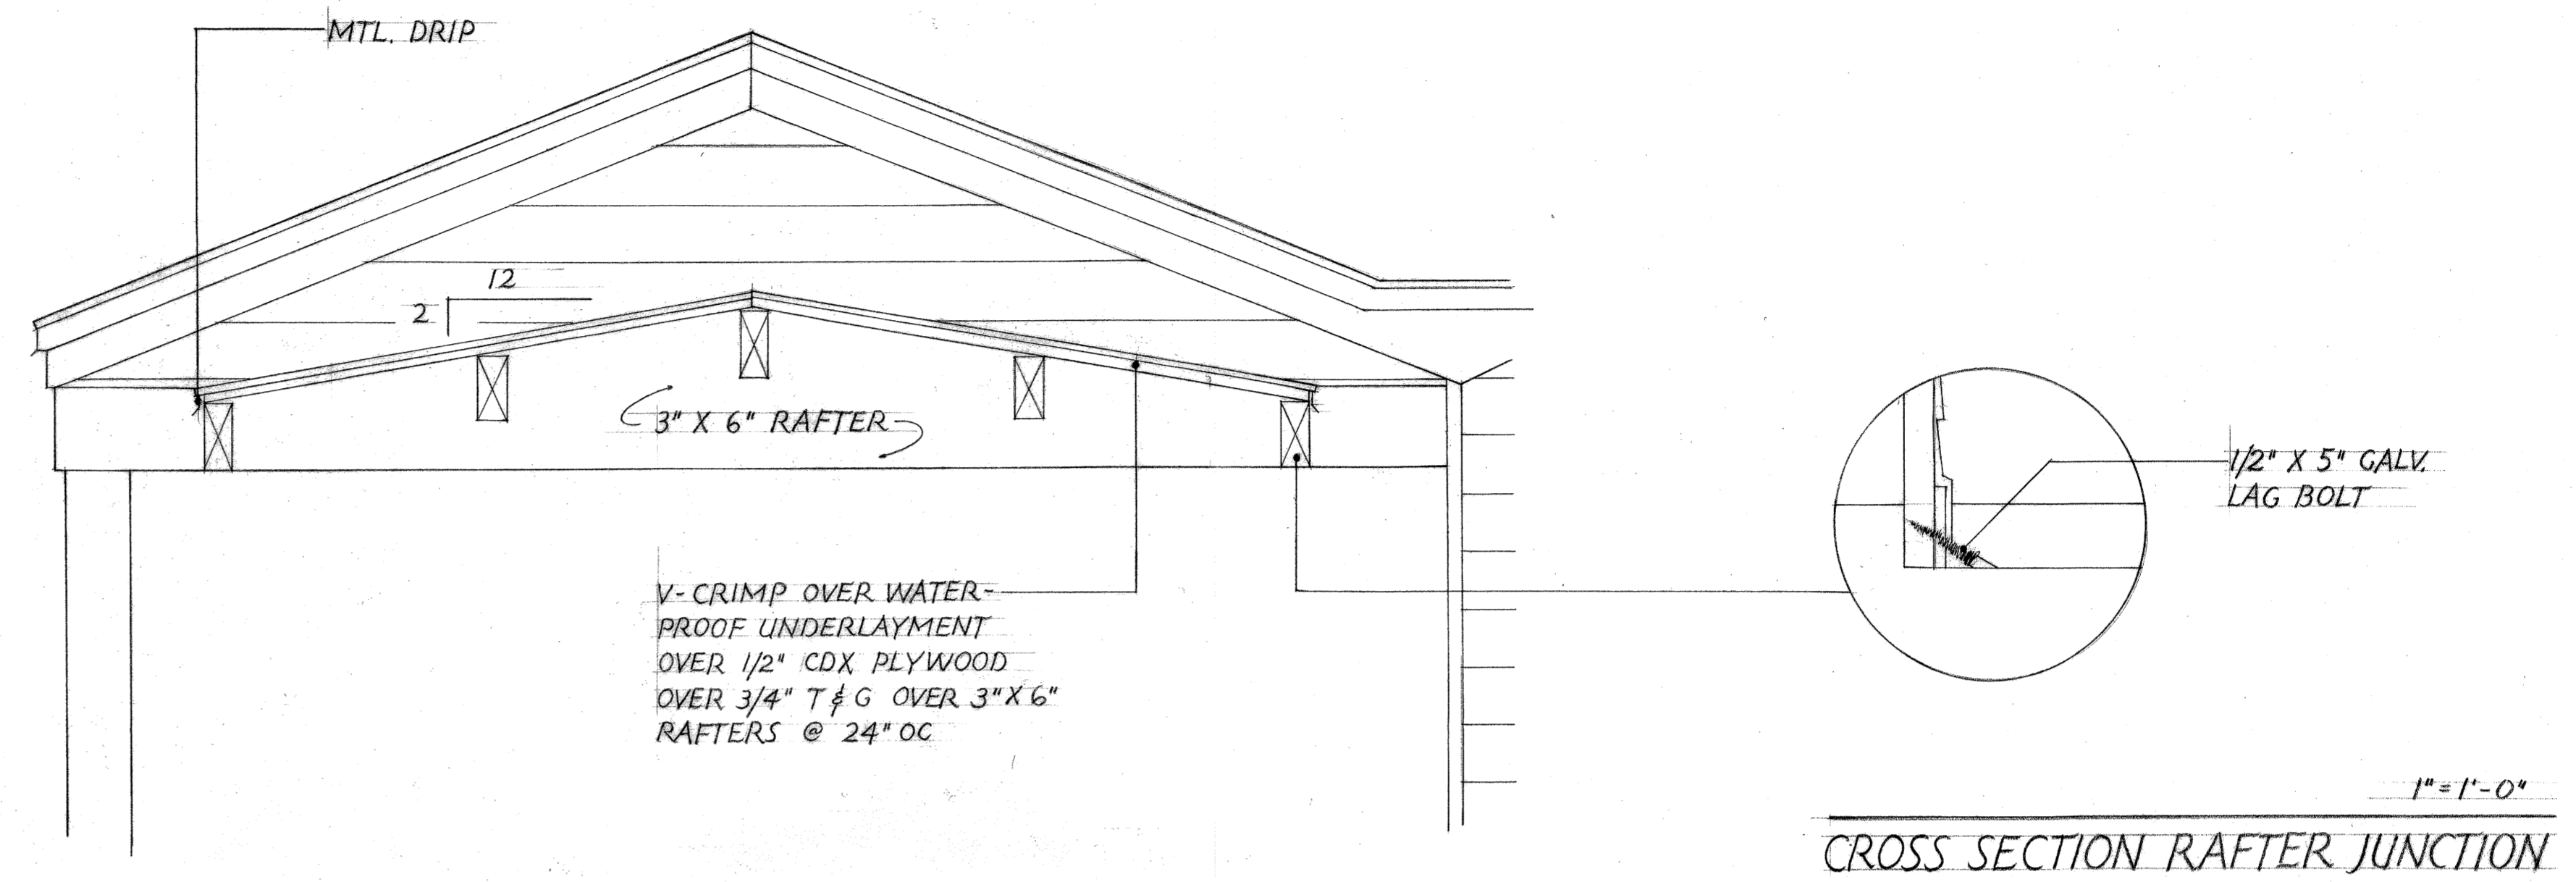 MTL. DRIP
12
2
3" X 6" RAFTER
1/2" X 5" GALV.
LAG BOLT
V-CRIMP OVER WATER-
PROOF UNDERLAYMENT
OVER 1/2" CDX PLYWOOD
OVER 3/4" T & G OVER 3" X 6"
RAFTERS @ 24" OC
1" = 1'-0"
CROSS SECTION RAFTER JUNCTION